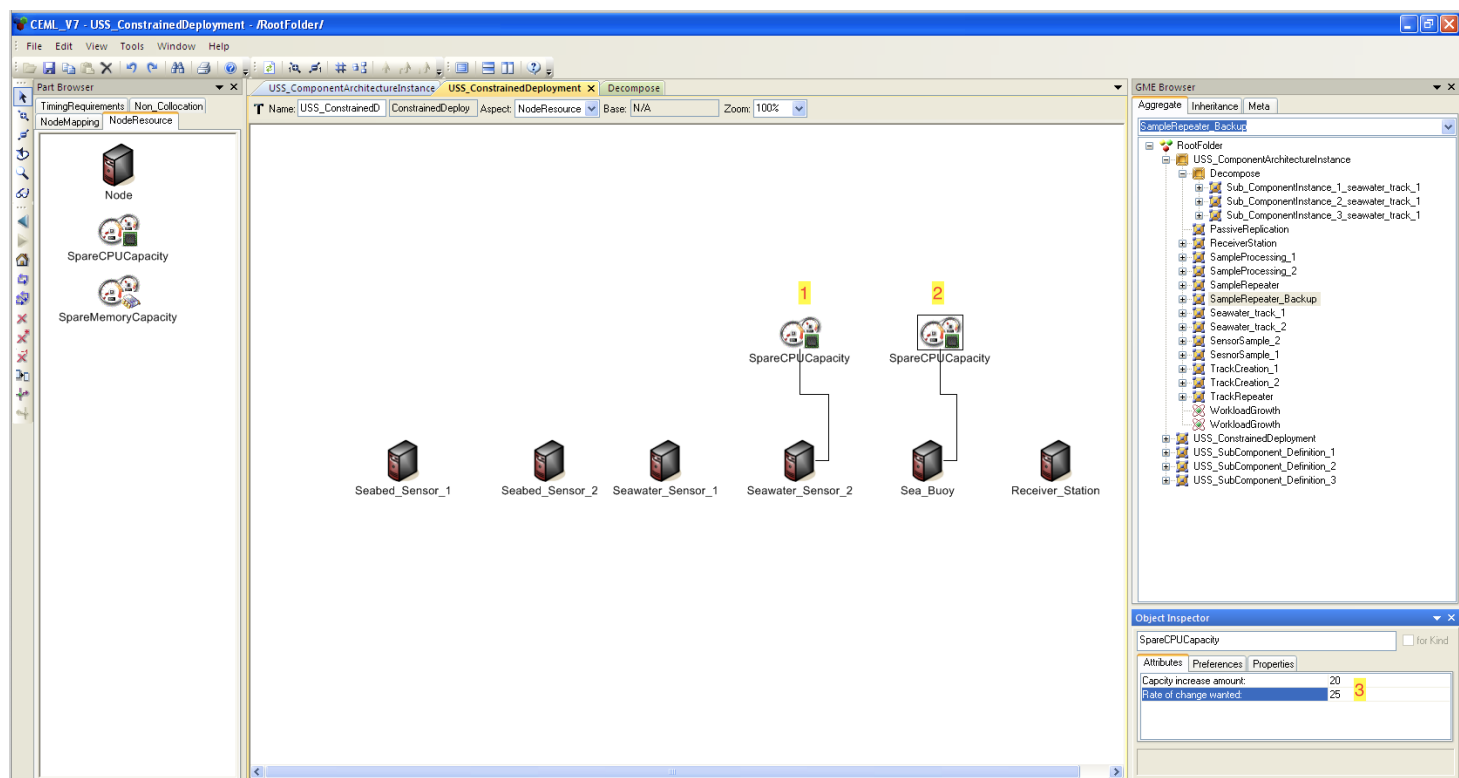 CEML_V7 - USS_ConstrainedDeployment - /RootFolder/
File Edit View Tools Window Help
Part Browser
TimingRequirements Non_Collocation
NodeMapping NodeResource
Node
SpareCPUCapacity
SpareMemoryCapacity
USS_ComponentArchitectureInstance USS_ConstrainedDeployment Decompose
Name: USS_ConstrainedD ConstrainedDeploy Aspect: NodeResource Base: N/A Zoom: 100%
1 2
SpareCPUCapacity SpareCPUCapacity
Seabed_Sensor_1 Seabed_Sensor_2 Seawater_Sensor_1 Seawater_Sensor_2 Sea_Buoy Receiver_Station
GME Browser
Aggregate Inheritance Meta
SampleRepeater_Backup
RootFolder
USS_ComponentArchitectureInstance
Decompose
Sub_ComponentInstance_1_seawater_track_1
Sub_ComponentInstance_2_seawater_track_1
Sub_ComponentInstance_3_seawater_track_1
PassiveReplication
ReceiverStation
SampleProcessing_1
SampleProcessing_2
SampleRepeater
SampleRepeater_Backup
Seawater_track_1
Seawater_track_2
SensorSample_2
SesnorSample_1
TrackCreation_1
TrackCreation_2
TrackRepeater
WorkloadGrowth
WorkloadGrowth
USS_ConstrainedDeployment
USS_SubComponent_Definition_1
USS_SubComponent_Definition_2
USS_SubComponent_Definition_3
Object Inspector
SpareCPUCapacity for Kind
Attributes Preferences Properties
Capcity increase amount: 20
Rate of change wanted: 25 3